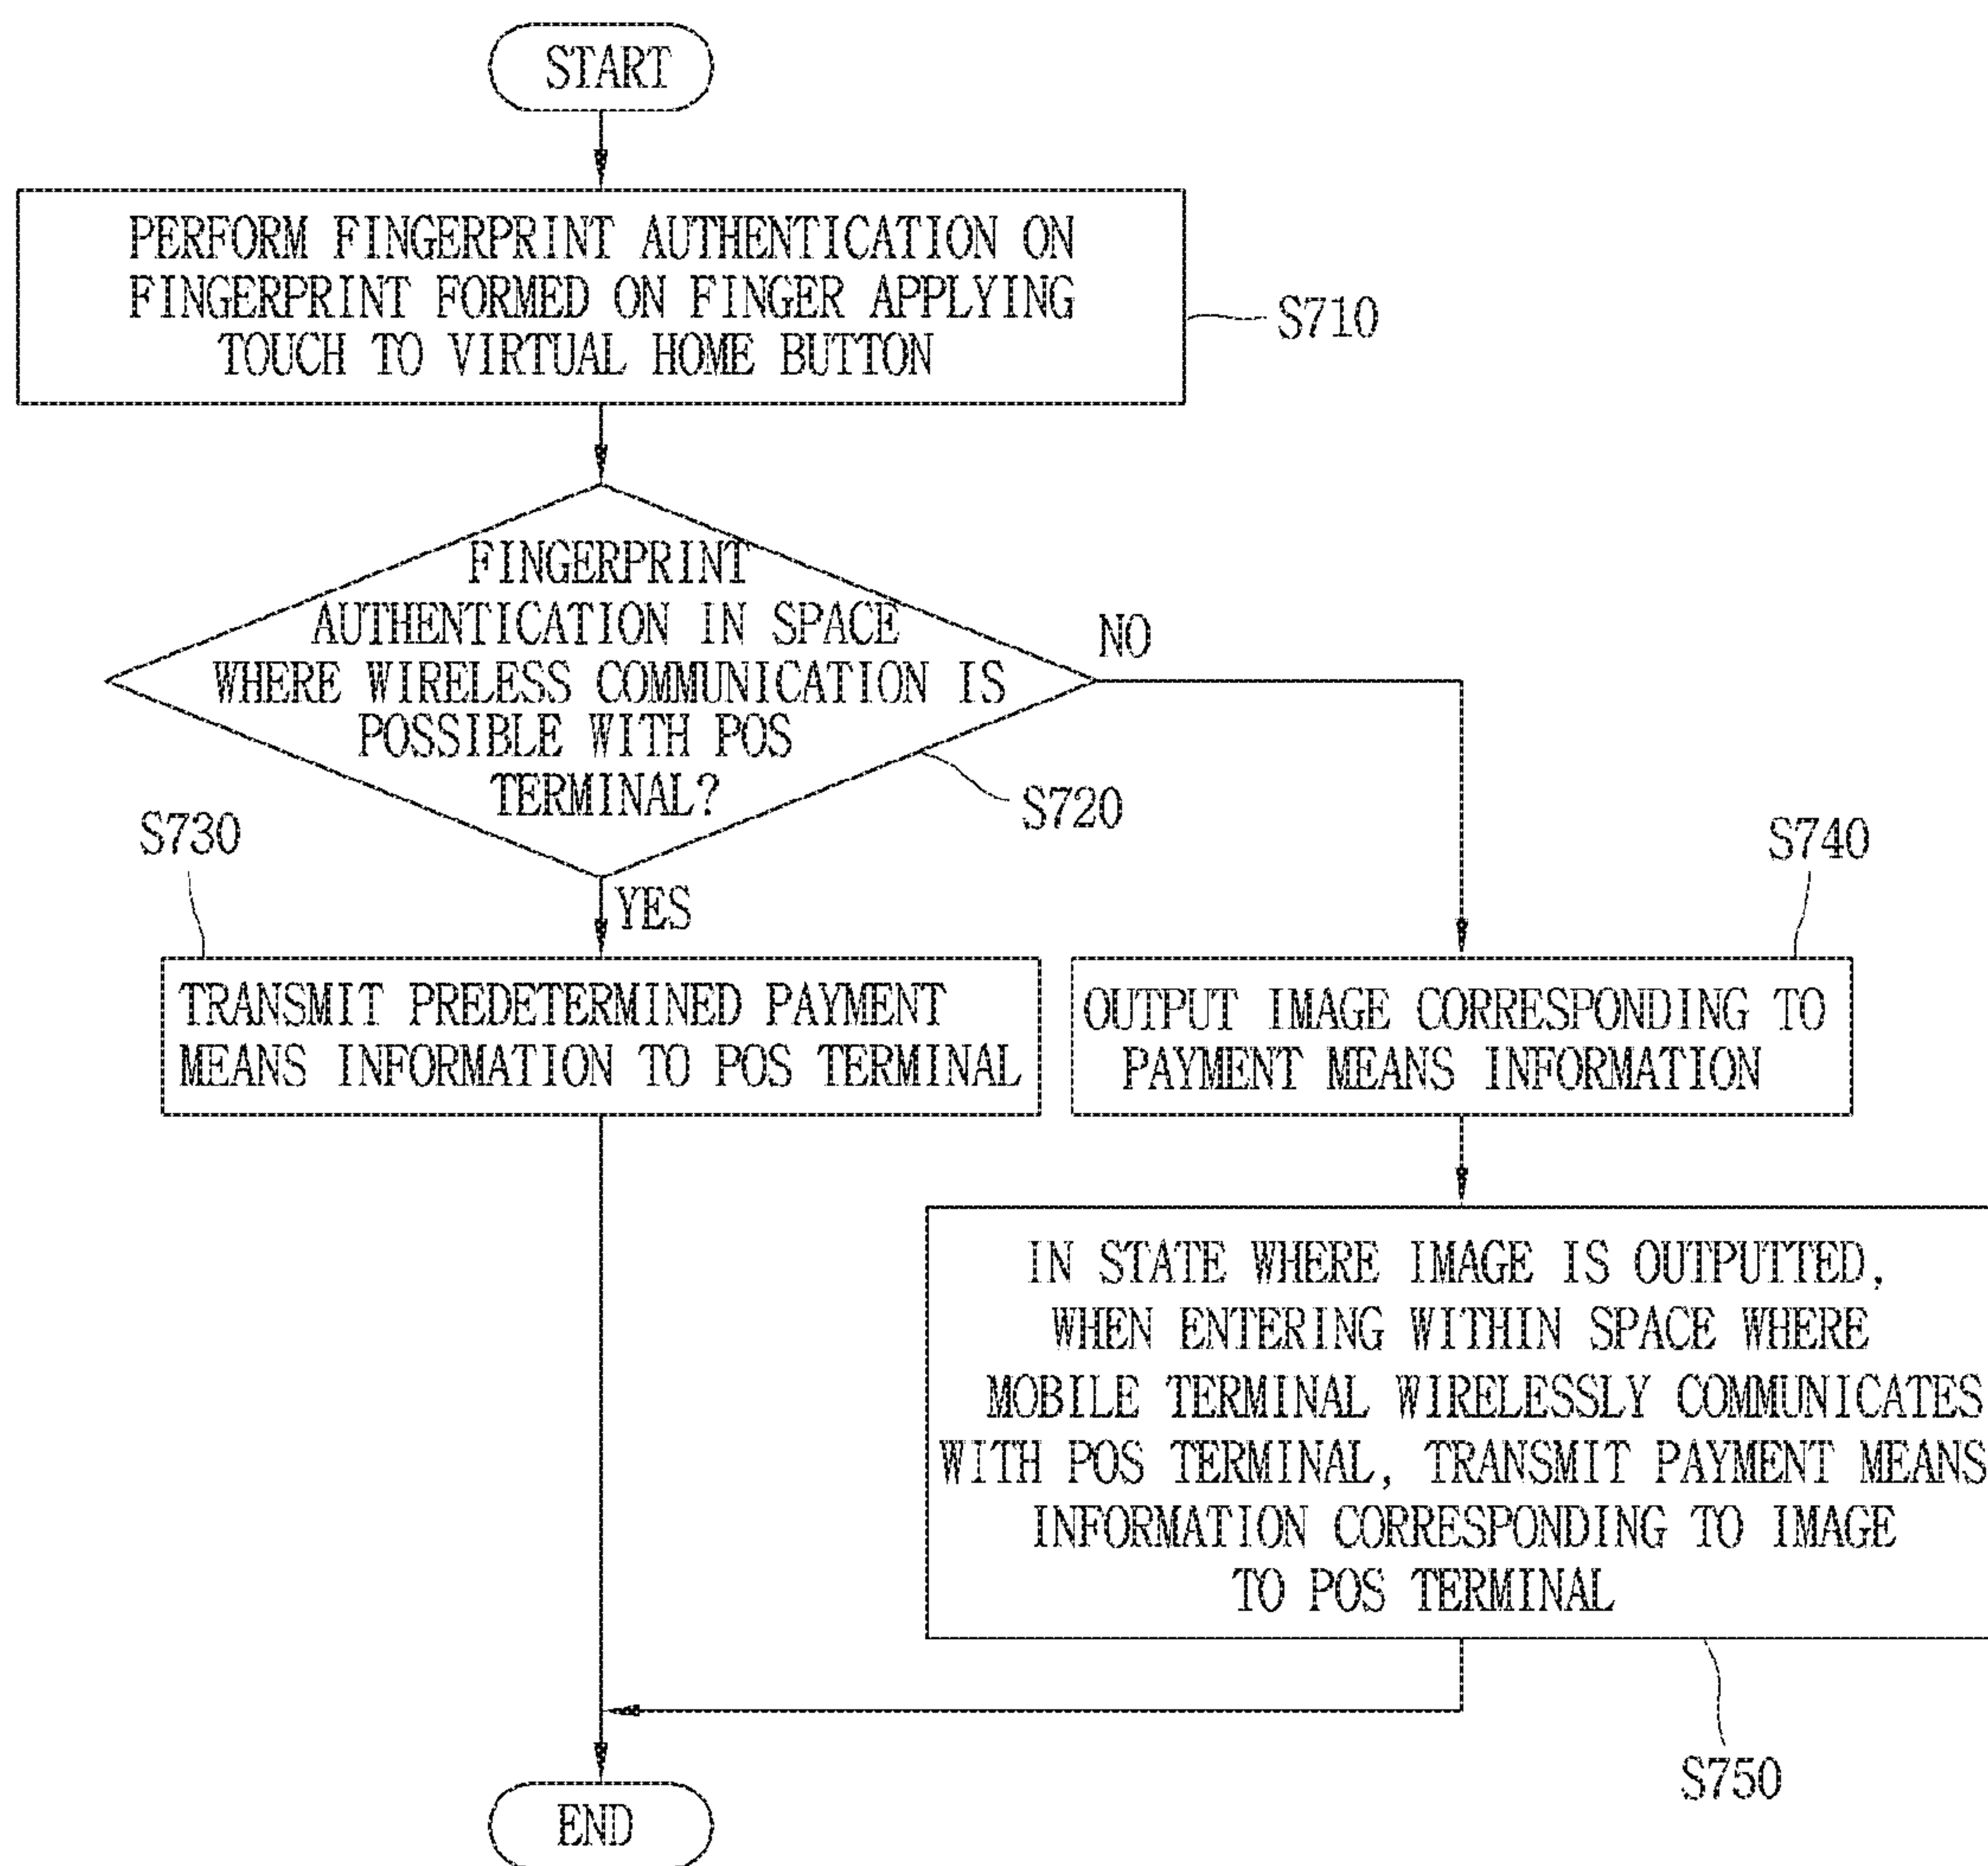 START
PERFORM FINGERPRINT AUTHENTICATION ON
FINGERPRINT FORMED ON FINGER APPLYING
TOUCH TO VIRTUAL HOME BUTTON
S710
FINGERPRINT
AUTHENTICATION IN SPACE
WHERE WIRELESS COMMUNICATION IS
POSSIBLE WITH POS
TERMINAL?
NO
S720
YES
S730
TRANSMIT PREDETERMINED PAYMENT
MEANS INFORMATION TO POS TERMINAL
S740
OUTPUT IMAGE CORRESPONDING TO
PAYMENT MEANS INFORMATION
IN STATE WHERE IMAGE IS OUTPUTTED,
WHEN ENTERING WITHIN SPACE WHERE
MOBILE TERMINAL WIRELESSLY COMMUNICATES
WITH POS TERMINAL, TRANSMIT PAYMENT MEANS
INFORMATION CORRESPONDING TO IMAGE
TO POS TERMINAL
S750
END